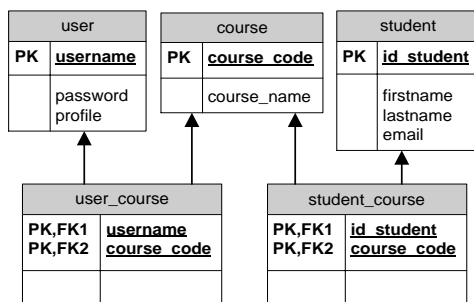 user
PK username
password
profile
course
PK course_code
course_name
student
PK id_student
firstname
lastname
email
user_course
PK,FK1 username
PK,FK2 course_code
student_course
PK,FK1 id_student
PK,FK2 course_code